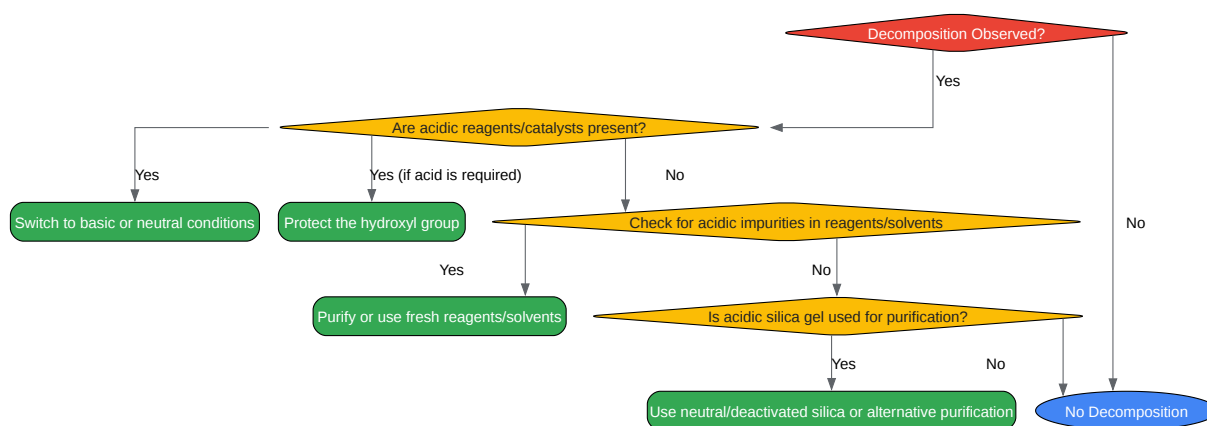 Decomposition Observed?
Yes
Are acidic reagents/catalysts present?
Yes
Yes (if acid is required)
No
Switch to basic or neutral conditions
Protect the hydroxyl group
Check for acidic impurities in reagents/solvents
No
Yes
No
Purify or use fresh reagents/solvents
Is acidic silica gel used for purification?
Yes
No
Use neutral/deactivated silica or alternative purification
No Decomposition